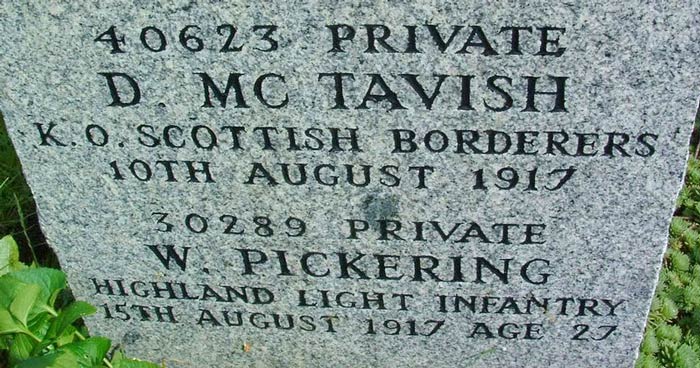 40623 PRIVATE
D. MC TAVISH
K.O. SCOTTISH BORDERERS
10TH AUGUST 1917
30289 PRIVATE
W. PICKERING
HIGHLAND LIGHT INFANTRY
15TH AUGUST 1917 AGE 27